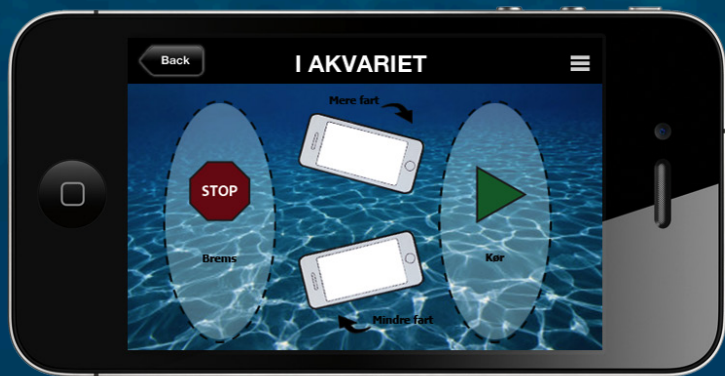 Back
I AKVARIET
Mere fart
STOP
Brems
Kør
Mindre fart